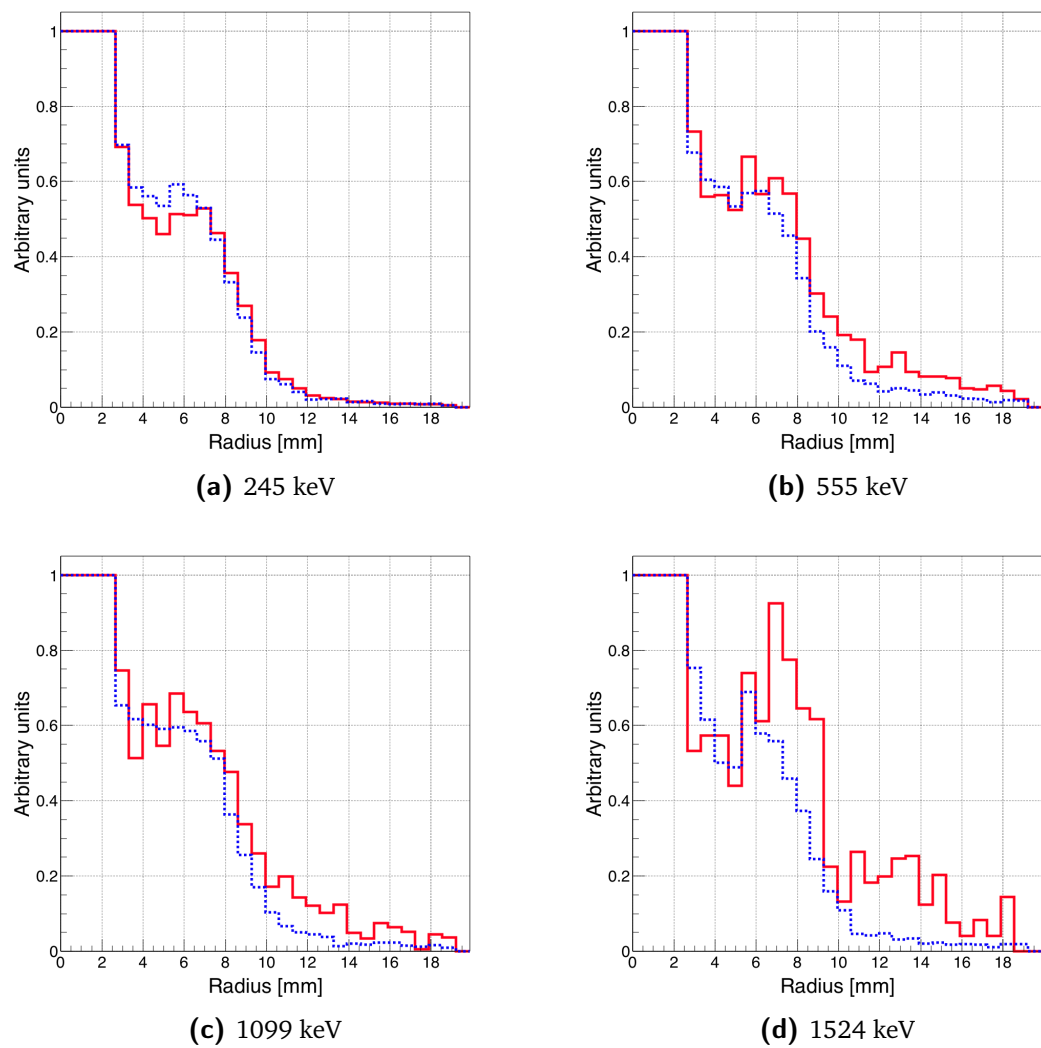 1
0.8
0.6
0.4
0.2
0
Arbitrary units
0 2 4 6 8 10 12 14 16 18
Radius [mm]
(a) 245 keV
1
0.8
0.6
0.4
0.2
0
Arbitrary units
0 2 4 6 8 10 12 14 16 18
Radius [mm]
(b) 555 keV
1
0.8
0.6
0.4
0.2
0
Arbitrary units
0 2 4 6 8 10 12 14 16 18
Radius [mm]
(c) 1099 keV
1
0.8
0.6
0.4
0.2
0
Arbitrary units
0 2 4 6 8 10 12 14 16 18
Radius [mm]
(d) 1524 keV